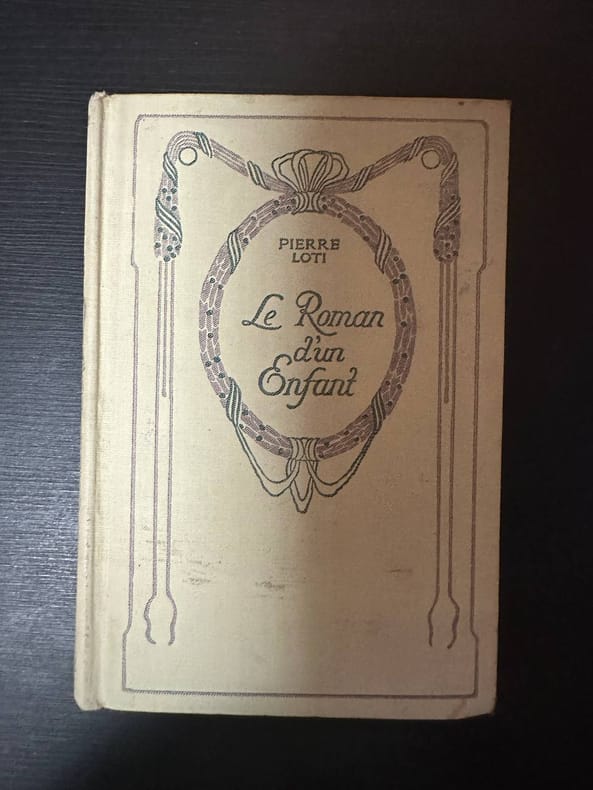 PIERRE
LOTI
Le Roman
d'un
Enfant